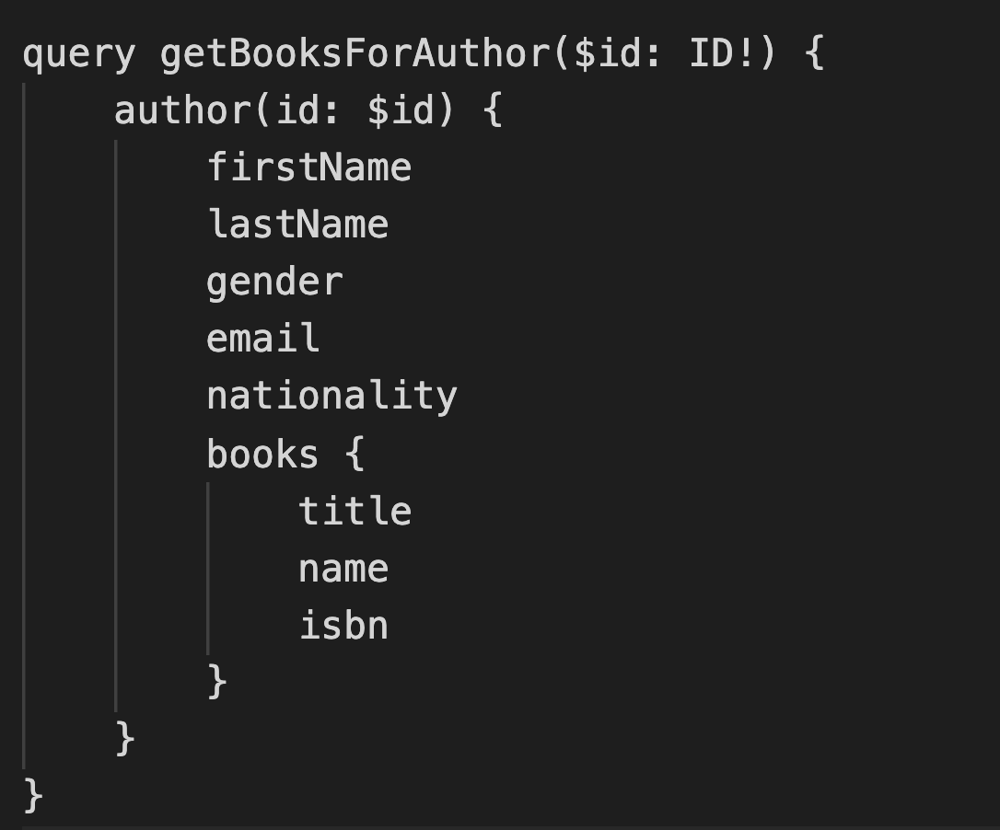 query getBooksForAuthor($id: ID!) {
    author(id: $id) {
        firstName
        lastName
        gender
        email
        nationality
        books {
            title
            name
            isbn
        }
    }
}